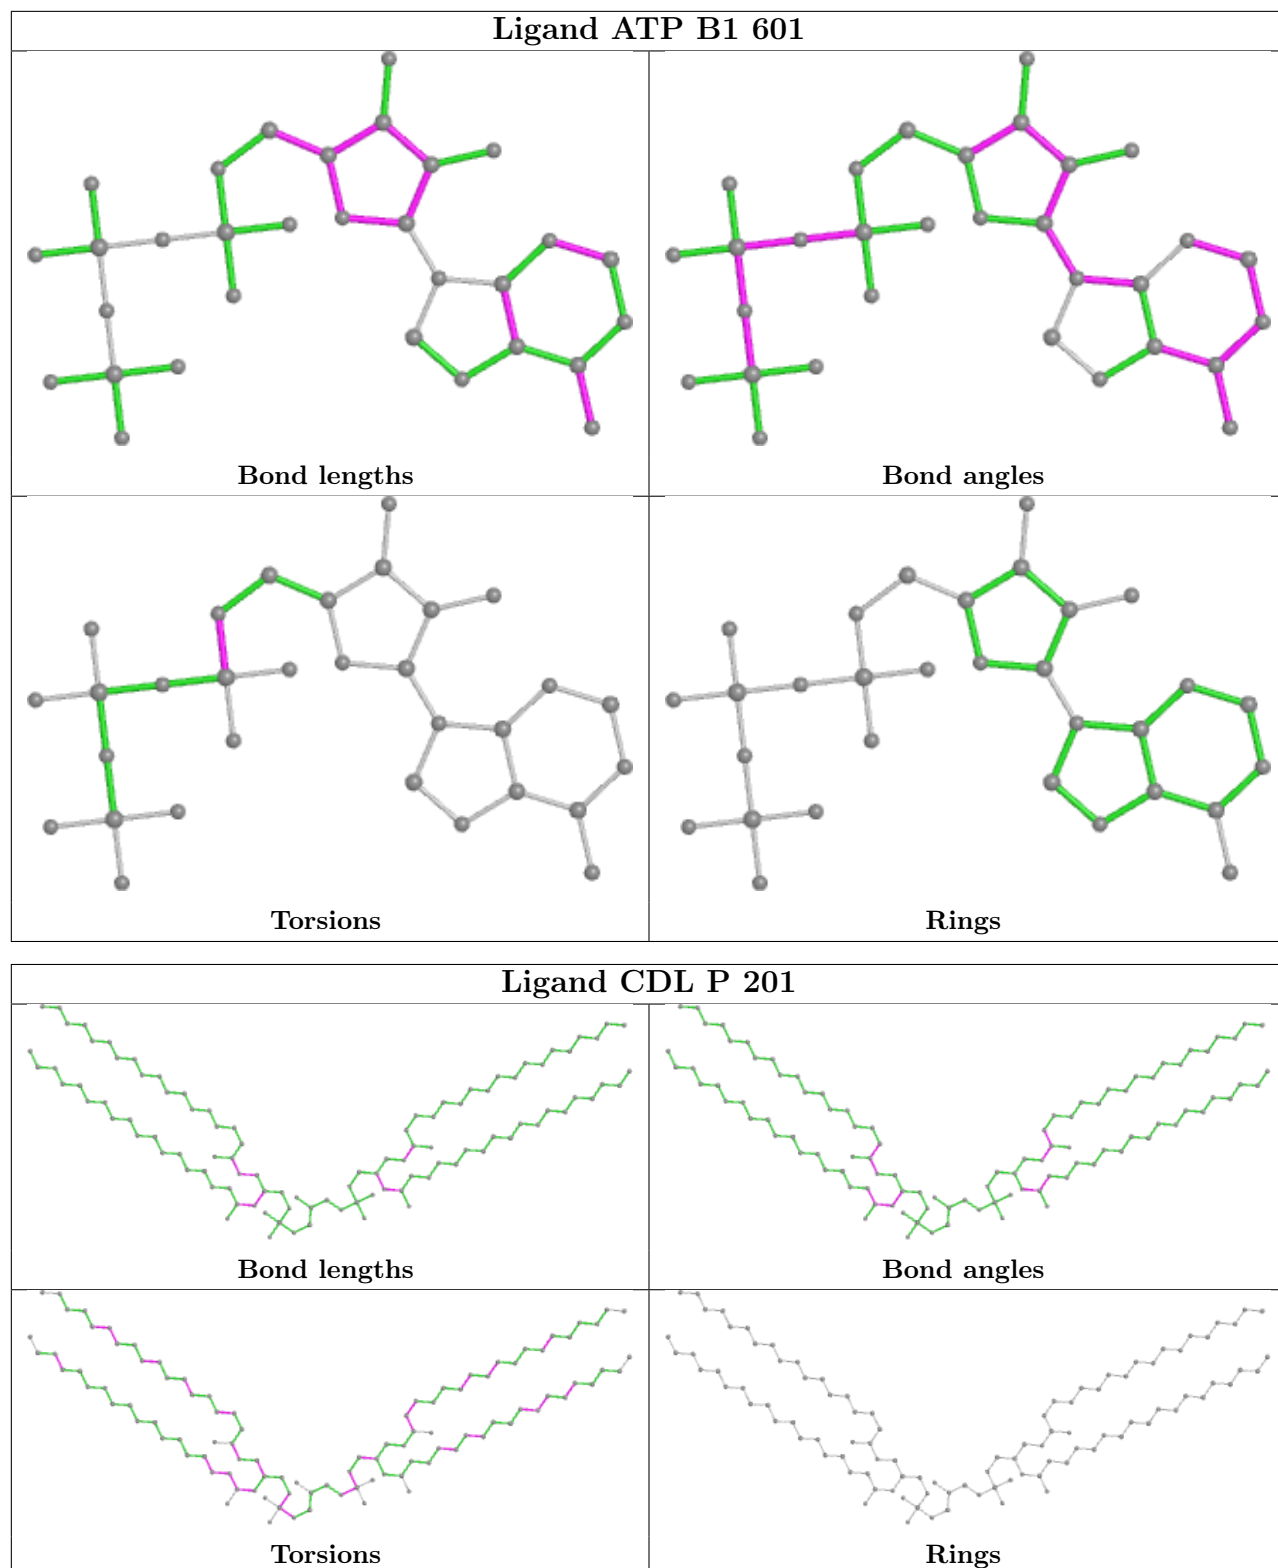 Ligand ATP B1 601
Bond lengths
Bond angles
Torsions
Rings
Ligand CDL P 201
Bond lengths
Bond angles
Torsions
Rings